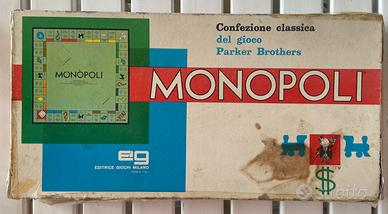 Confezione classica
del gioco
Parker Brothers
MONOPOLI
MONOPOLI
eg
EDITRICE GIOCHI MILANO
$